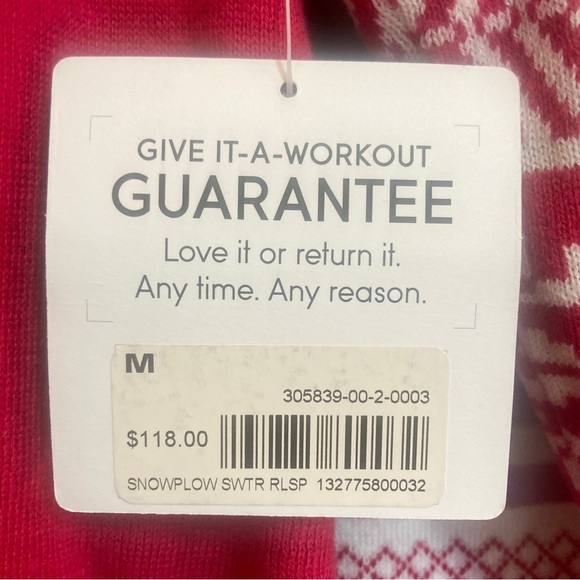 GIVE IT-A-WORKOUT
GUARANTEE
Love it or return it.
Any time. Any reason.
M
305839-00-2-0003
$118.00
SNOWPLOW SWTR RLSP 132775800032